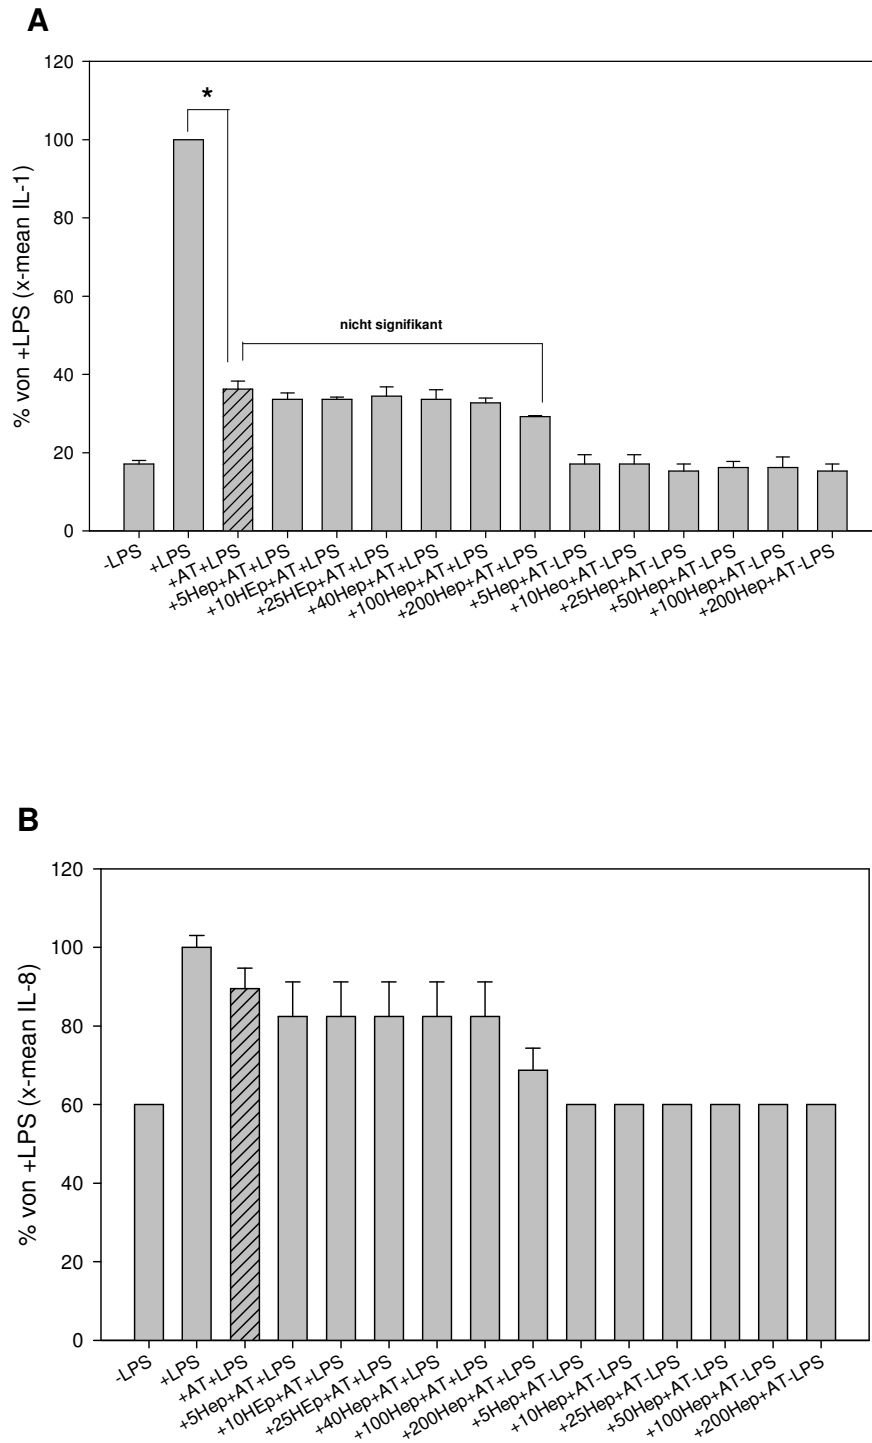 A
120
100
80
60
40
20
0
% von +LPS (x-mean IL-1)
*
nicht signifikant
-LPS
+LPS
+AT+LPS
+5Hep+AT+LPS
+10HEp+AT+LPS
+25HEp+AT+LPS
+40Hep+AT+LPS
+100Hep+AT+LPS
+200Hep+AT+LPS
+5Hep+AT-LPS
+10Heo+AT-LPS
+25Hep+AT-LPS
+50Hep+AT-LPS
+100Hep+AT-LPS
+200Hep+AT-LPS
B
120
100
80
60
40
20
0
% von +LPS (x-mean IL-8)
-LPS
+LPS
+AT+LPS
+5Hep+AT+LPS
+10HEp+AT+LPS
+25HEp+AT+LPS
+40Hep+AT+LPS
+100Hep+AT+LPS
+200Hep+AT+LPS
+5Hep+AT-LPS
+10Hep+AT-LPS
+25Hep+AT-LPS
+50Hep+AT-LPS
+100Hep+AT-LPS
+200Hep+AT-LPS